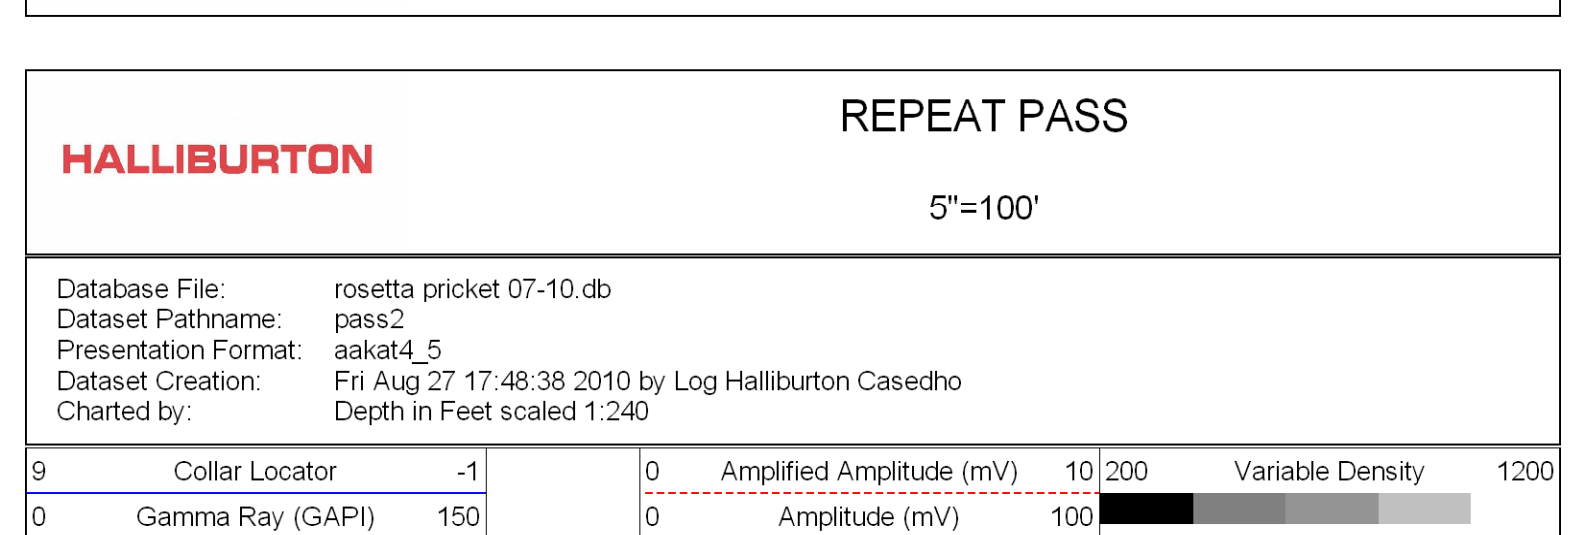 REPEAT PASS
HALLIBURTON
5"=100'
Database File: rosetta pricket 07-10.db
Dataset Pathname: pass2
Presentation Format: aakat4_5
Dataset Creation: Fri Aug 27 17:48:38 2010 by Log Halliburton Casedho
Charted by: Depth in Feet scaled 1:240
9 Collar Locator -1 0 Amplified Amplitude (mV) 10 200 Variable Density 1200
0 Gamma Ray (GAPI) 150 0 Amplitude (mV) 100